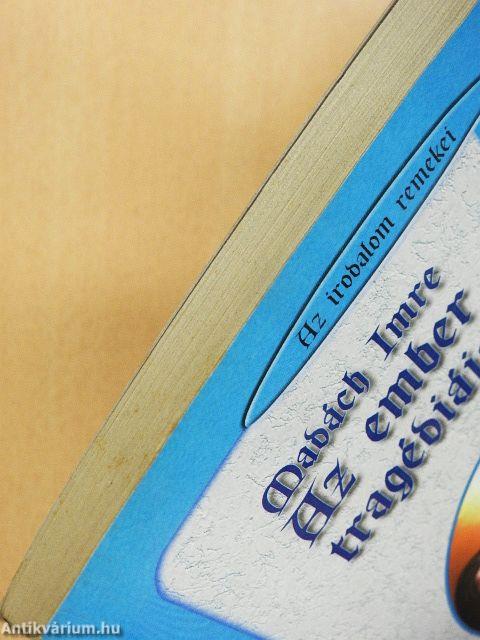 Az irodalom remekei
Madách Imre
Az ember
tragédiája
Antikvárium.hu